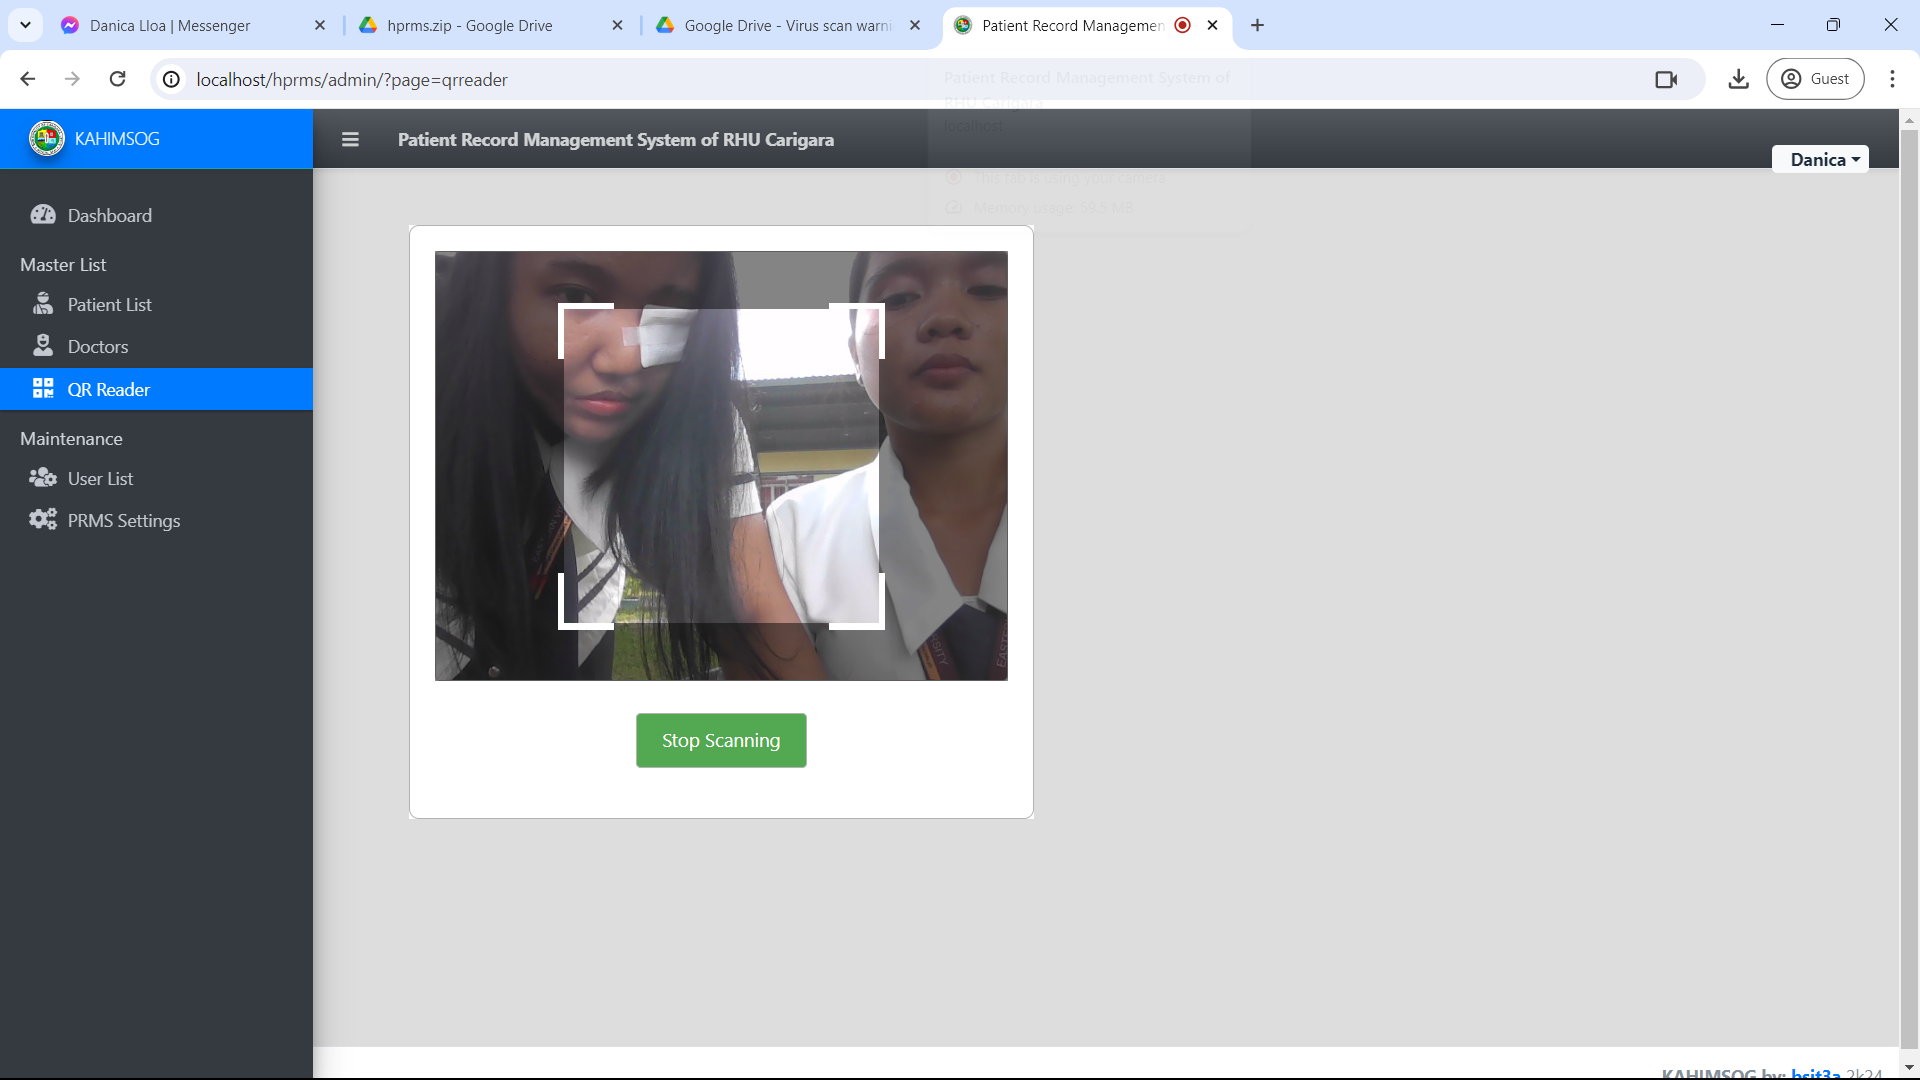 Danica Lloa | Messenger
hprms.zip - Google Drive
Google Drive - Virus scan warni
Patient Record Managemen
localhost/hprms/admin/?page=qrreader
Guest
Patient Record Management System of
RHU Carigara
localhost
This tab is using your camera
Memory usage: 59.5 MB
KAHIMSOG
Patient Record Management System of RHU Carigara
Danica
Dashboard
Master List
Patient List
Doctors
QR Reader
Maintenance
User List
PRMS Settings
Stop Scanning
KAHIMSOG by: bsit3a 2k24